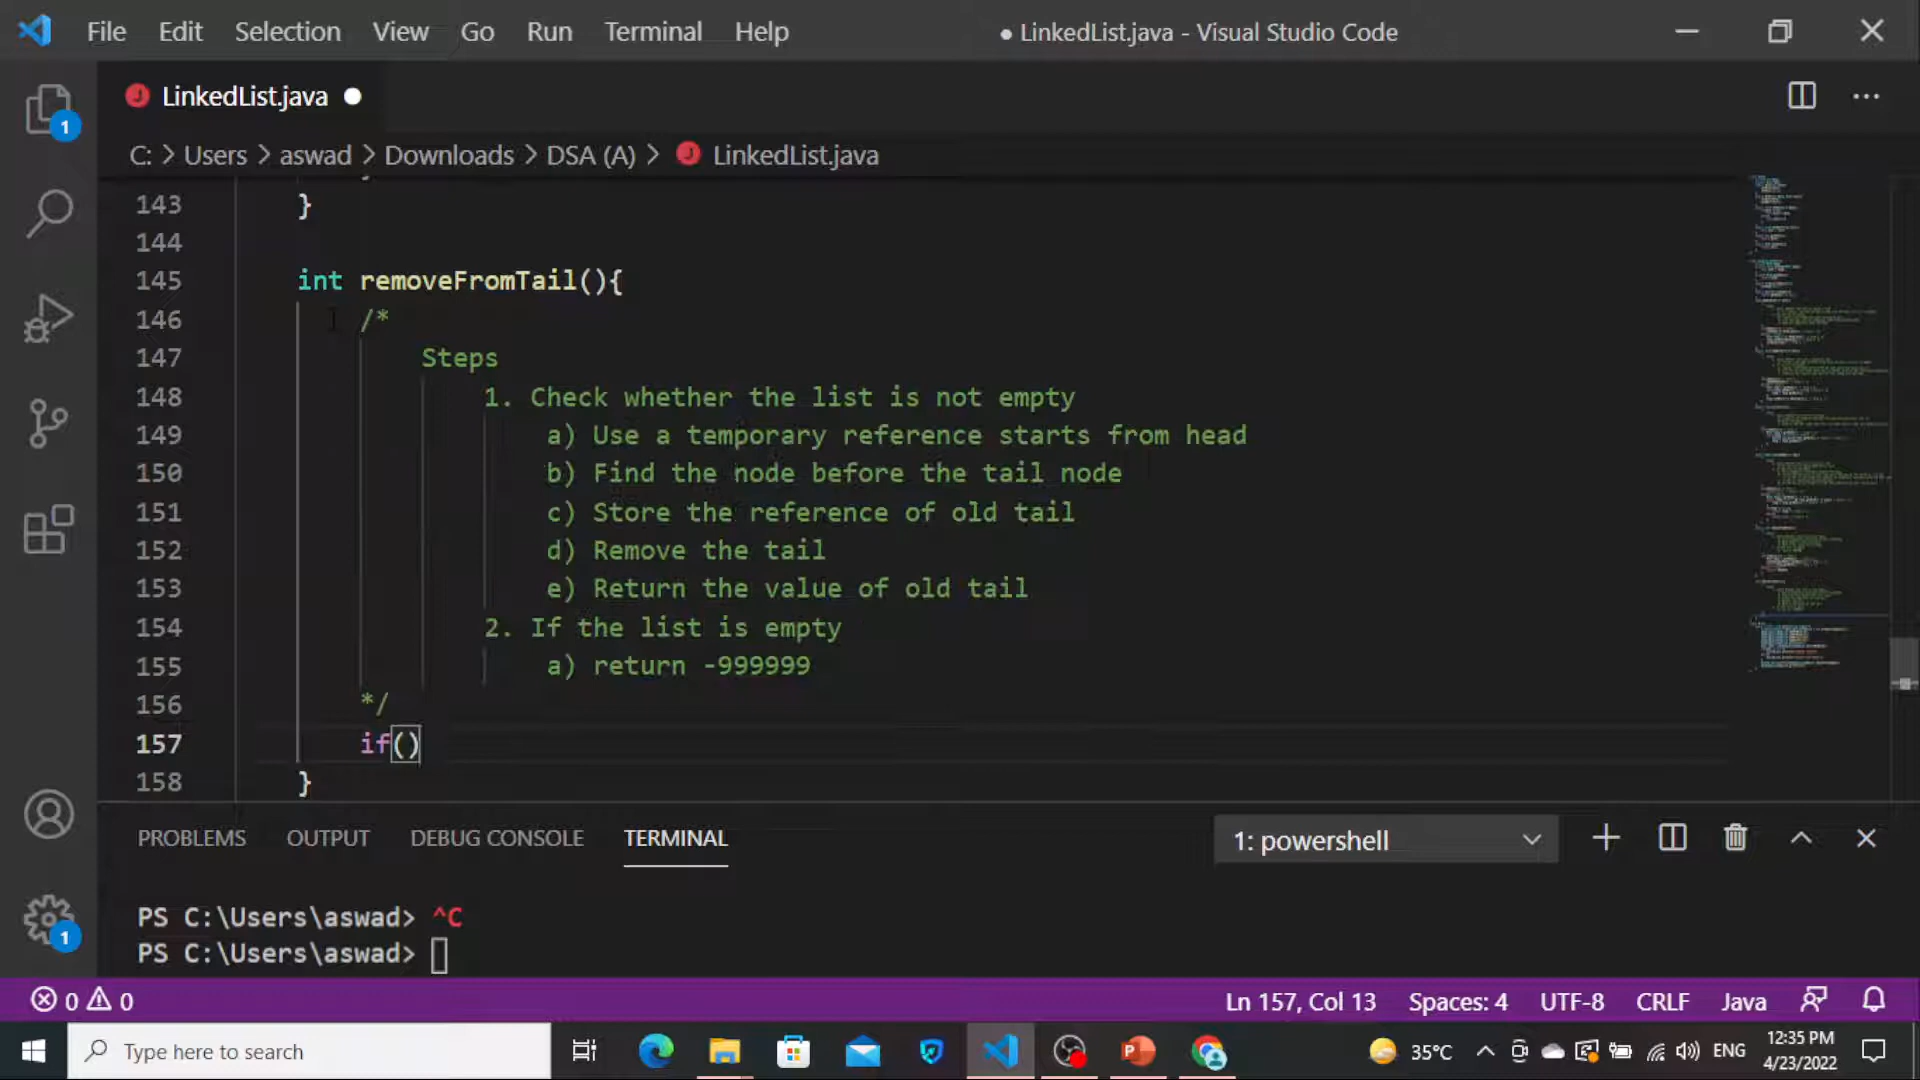 File Edit Selection View Go Run Terminal Help ● LinkedList.java - Visual Studio Code
LinkedList.java ●
C: > Users > aswad > Downloads > DSA (A) > LinkedList.java
143 }
144
145 int removeFromTail(){
146 /*
147 Steps
148 1. Check whether the list is not empty
149 a) Use a temporary reference starts from head
150 b) Find the node before the tail node
151 c) Store the reference of old tail
152 d) Remove the tail
153 e) Return the value of old tail
154 2. If the list is empty
155 a) return -999999
156 */
157 if()
158 }
PROBLEMS OUTPUT DEBUG CONSOLE TERMINAL 1: powershell
PS C:\Users\aswad> ^C
PS C:\Users\aswad>
0 0 Ln 157, Col 13 Spaces: 4 UTF-8 CRLF Java
Type here to search 35°C ENG 12:35 PM
4/23/2022